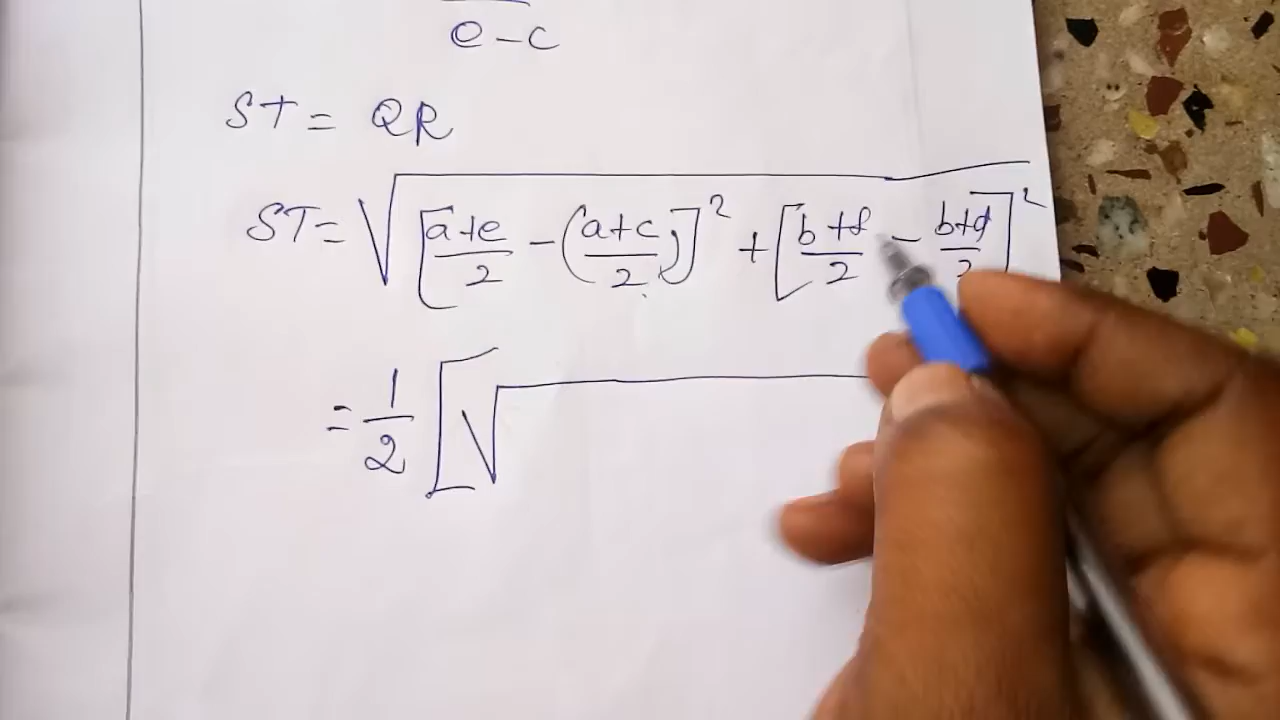 e-c
ST = QR
ST = √[a+e/2 - (a+c/2)]² + [b+f/2 - b+d/2]²
= 1/2 [√